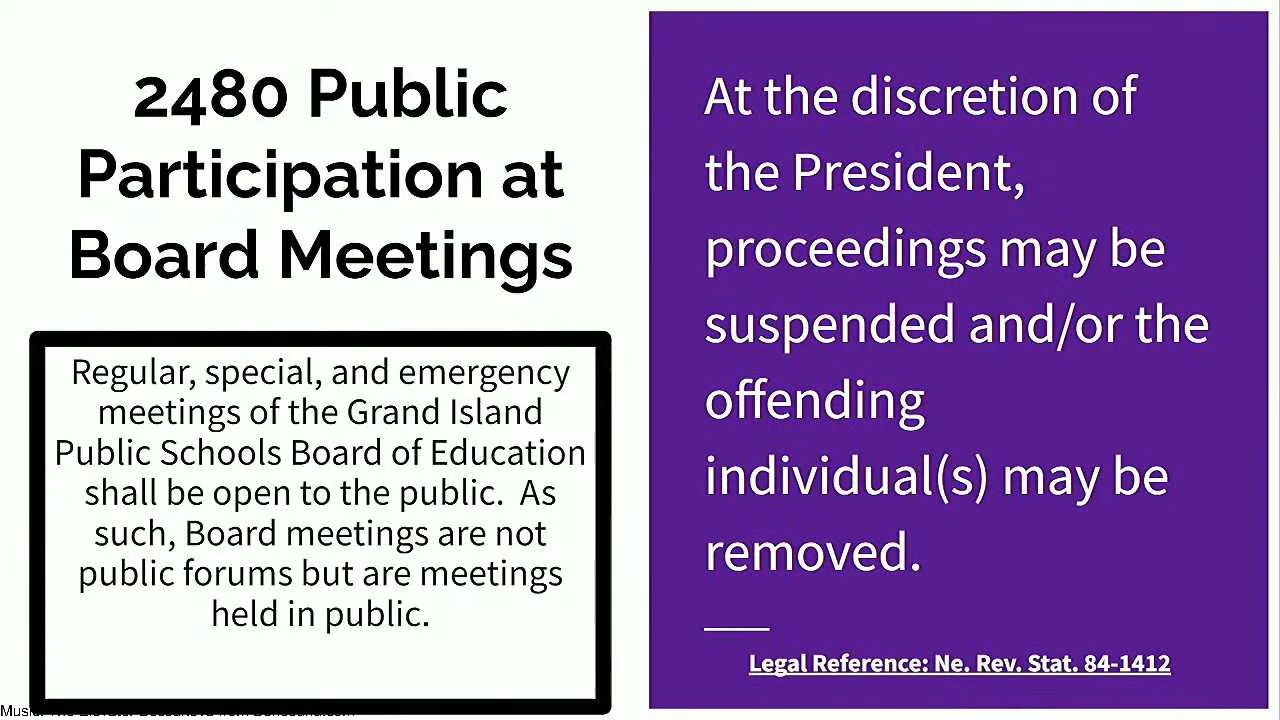 2480 Public
Participation at
Board Meetings
Regular, special, and emergency
meetings of the Grand Island
Public Schools Board of Education
shall be open to the public.  As
such, Board meetings are not
public forums but are meetings
held in public.
At the discretion of
the President,
proceedings may be
suspended and/or the
offending
individual(s) may be
removed.
Legal Reference: Ne. Rev. Stat. 84-1412